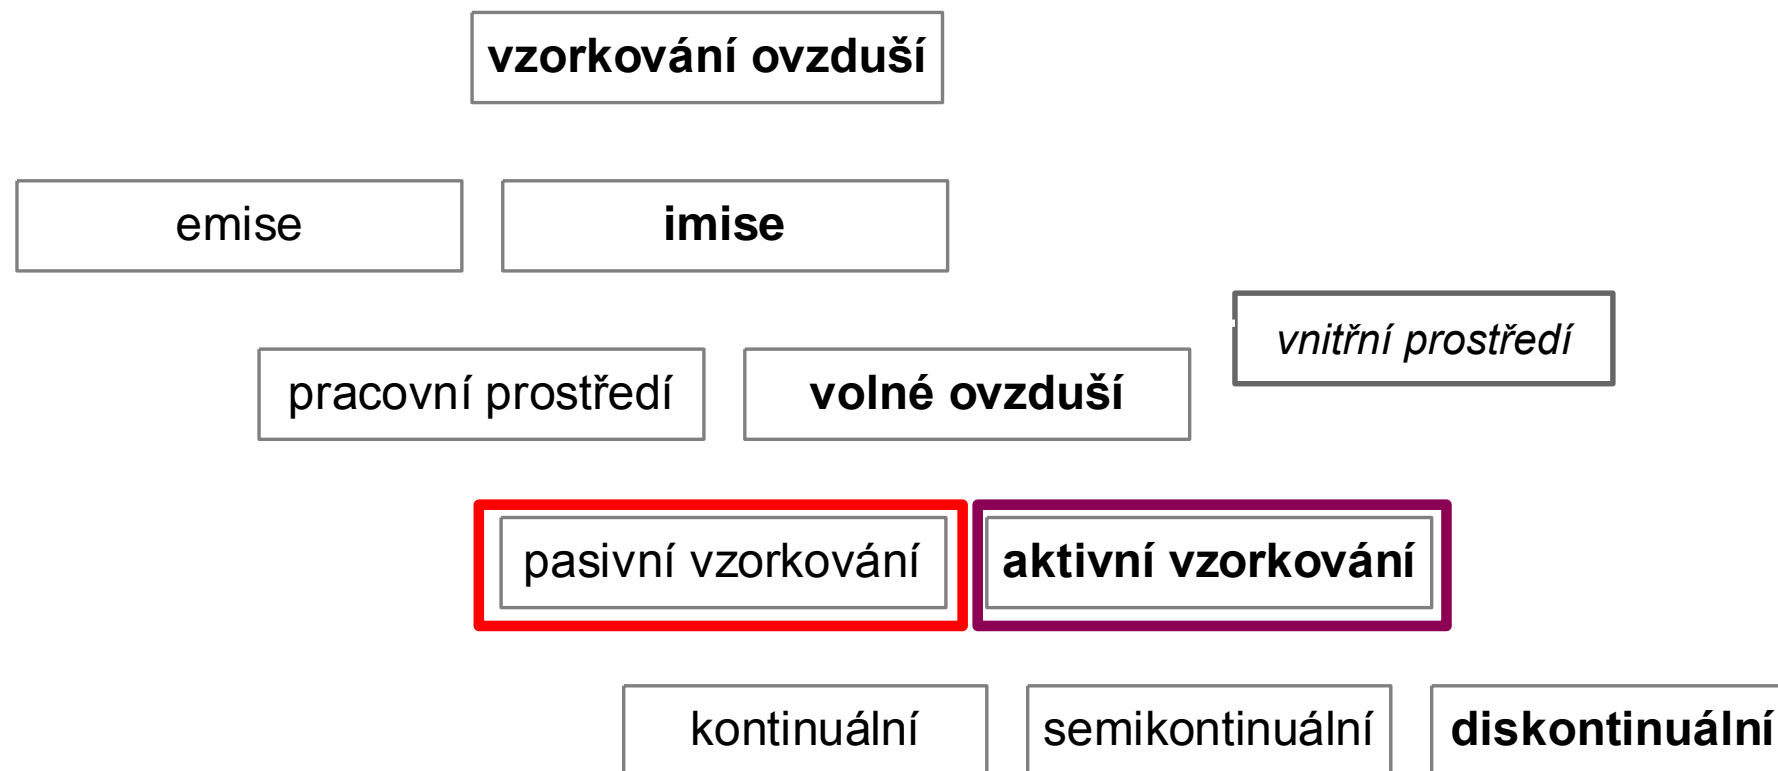 vzorkování ovzduší
emise
imise
vnitřní prostředí
pracovní prostředí
volné ovzduší
pasivní vzorkování
aktivní vzorkování
kontinuální
semikontinuální
diskontinuální